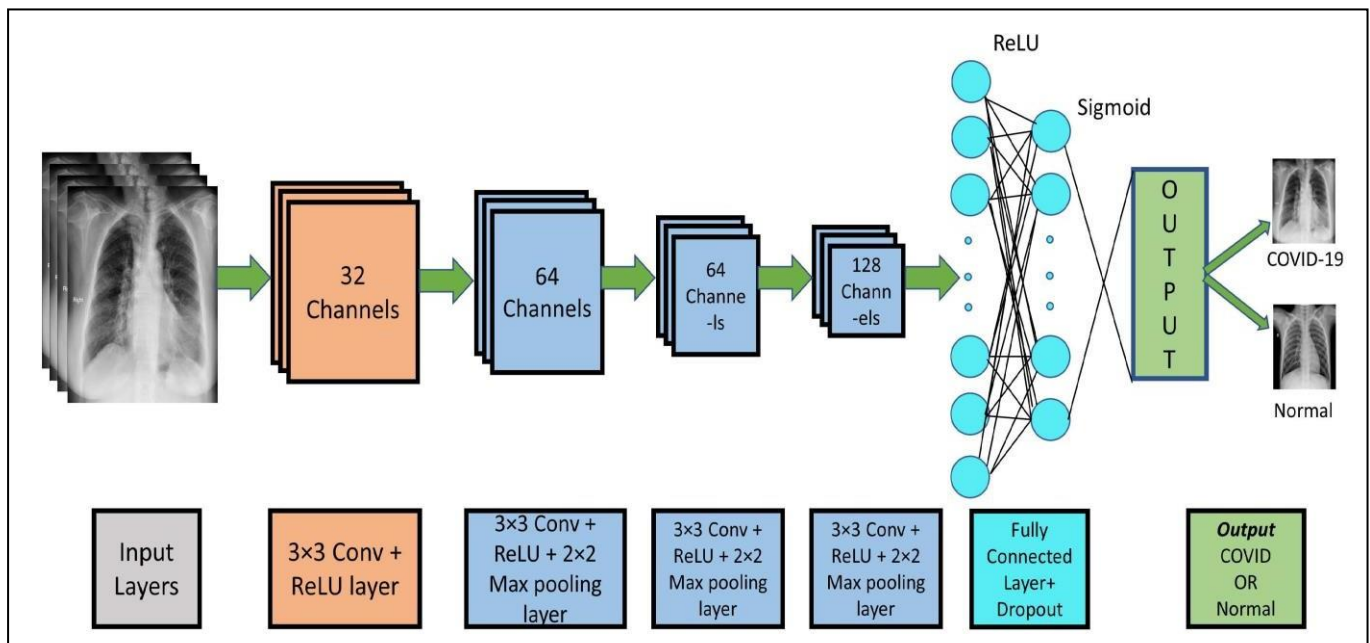 ReLU
Sigmoid
32
Channels
64
Channels
64
Channe
-ls
128
Chann
-els
O
U
T
P
U
T
COVID-19
Normal
Input
Layers
3×3 Conv +
ReLU layer
3×3 Conv +
ReLU + 2×2
Max pooling
layer
3×3 Conv +
ReLU + 2×2
Max pooling
layer
3×3 Conv +
ReLU + 2×2
Max pooling
layer
Fully
Connected
Layer+
Dropout
Output
COVID
OR
Normal